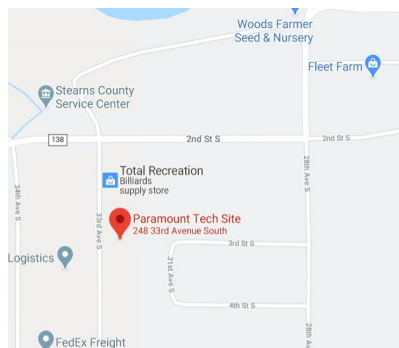 Woods Farmer
Seed & Nursery
Fleet Farm
Stearns County
Service Center
138
2nd St S
2nd St S
Total Recreation
Billiards
supply store
28th Ave S
34th Ave S
33rd Ave S
Paramount Tech Site
248 33rd Avenue South
3rd St S
Logistics
31st Ave S
4th St S
28th Ave
FedEx Freight